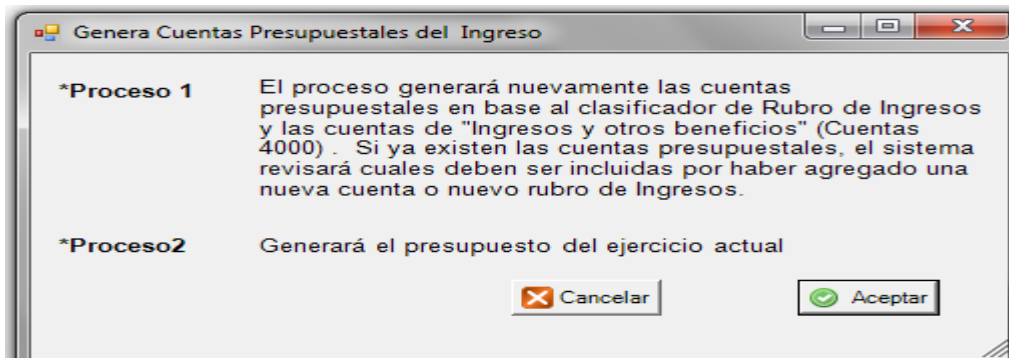 Genera Cuentas Presupuestales del Ingreso
*Proceso 1
El proceso generará nuevamente las cuentas
presupuestales en base al clasificador de Rubro de Ingresos
y las cuentas de "Ingresos y otros beneficios" (Cuentas
4000) . Si ya existen las cuentas presupuestales, el sistema
revisará cuales deben ser incluidas por haber agregado una
nueva cuenta o nuevo rubro de Ingresos.
*Proceso2
Generará el presupuesto del ejercicio actual
Cancelar
Aceptar